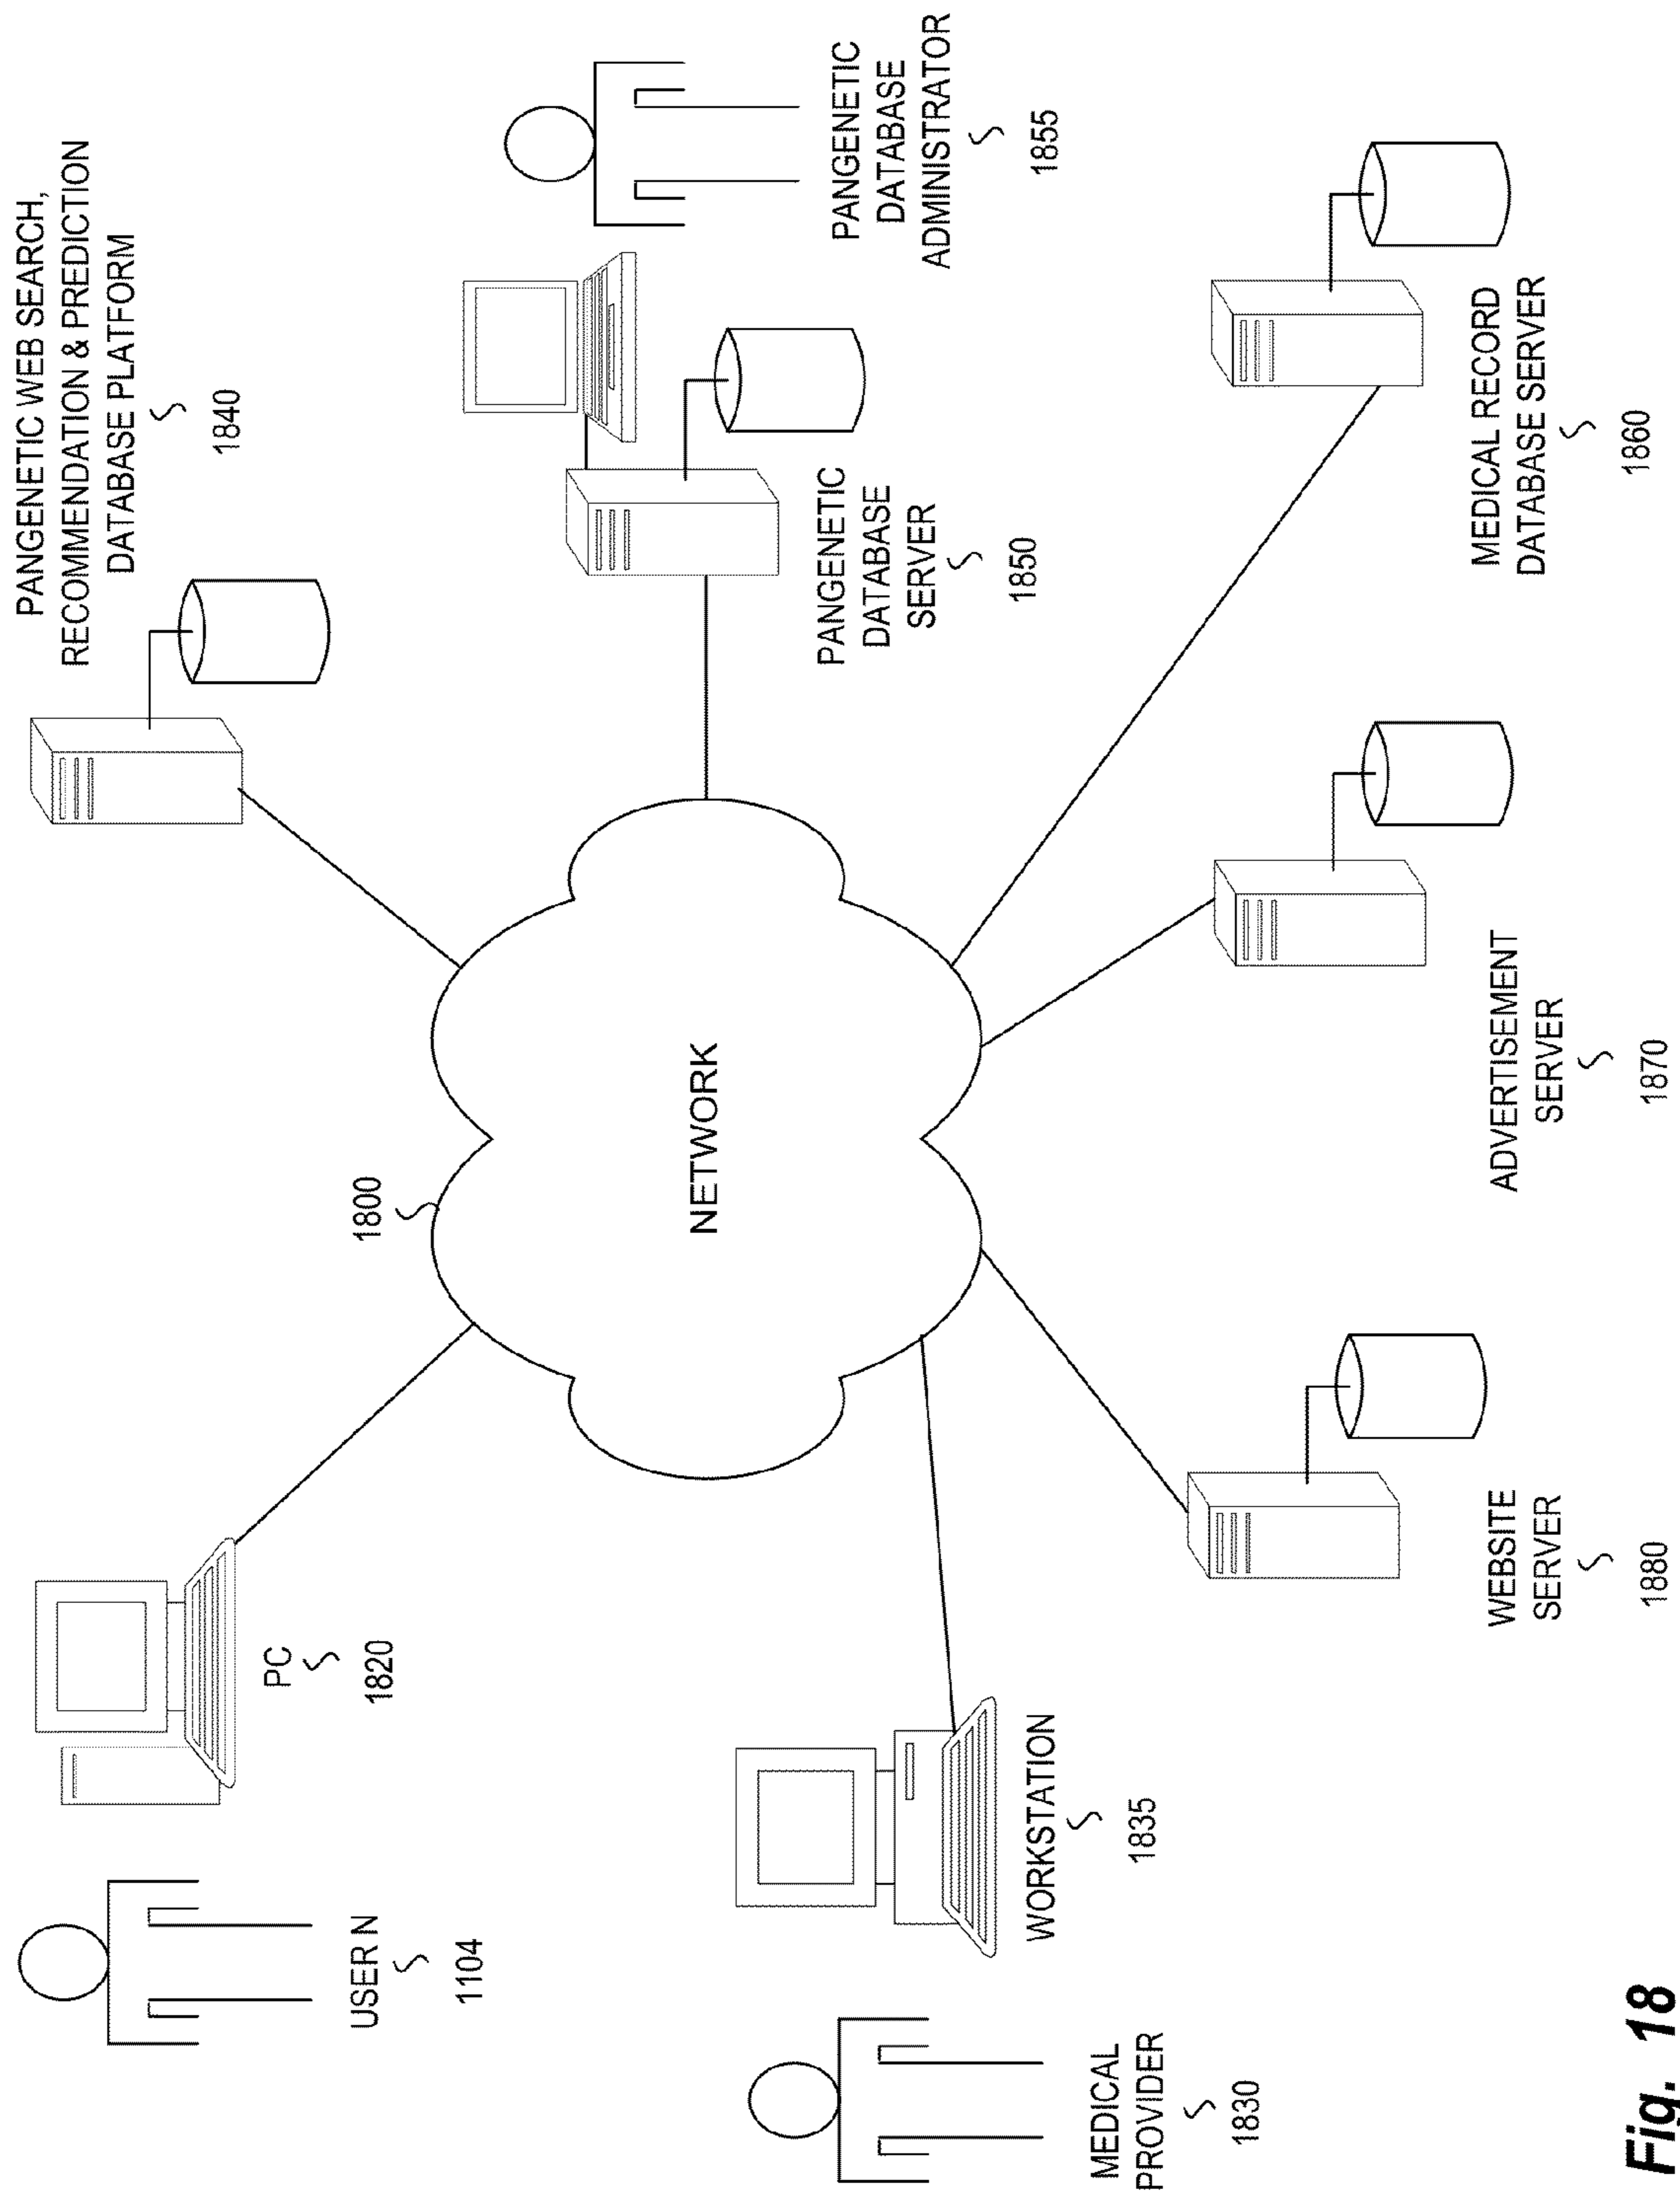 USER N
1104
PC
1820
1800
NETWORK
PANGENETIC WEB SEARCH,
RECOMMENDATION & PREDICTION
DATABASE PLATFORM
1840
PANGENETIC
DATABASE
SERVER
1850
PANGENETIC
DATABASE
ADMINISTRATOR
1855
MEDICAL
PROVIDER
1830
WORKSTATION
1835
WEBSITE
SERVER
1880
ADVERTISEMENT
SERVER
1870
MEDICAL RECORD
DATABASE SERVER
1860
Fig. 18